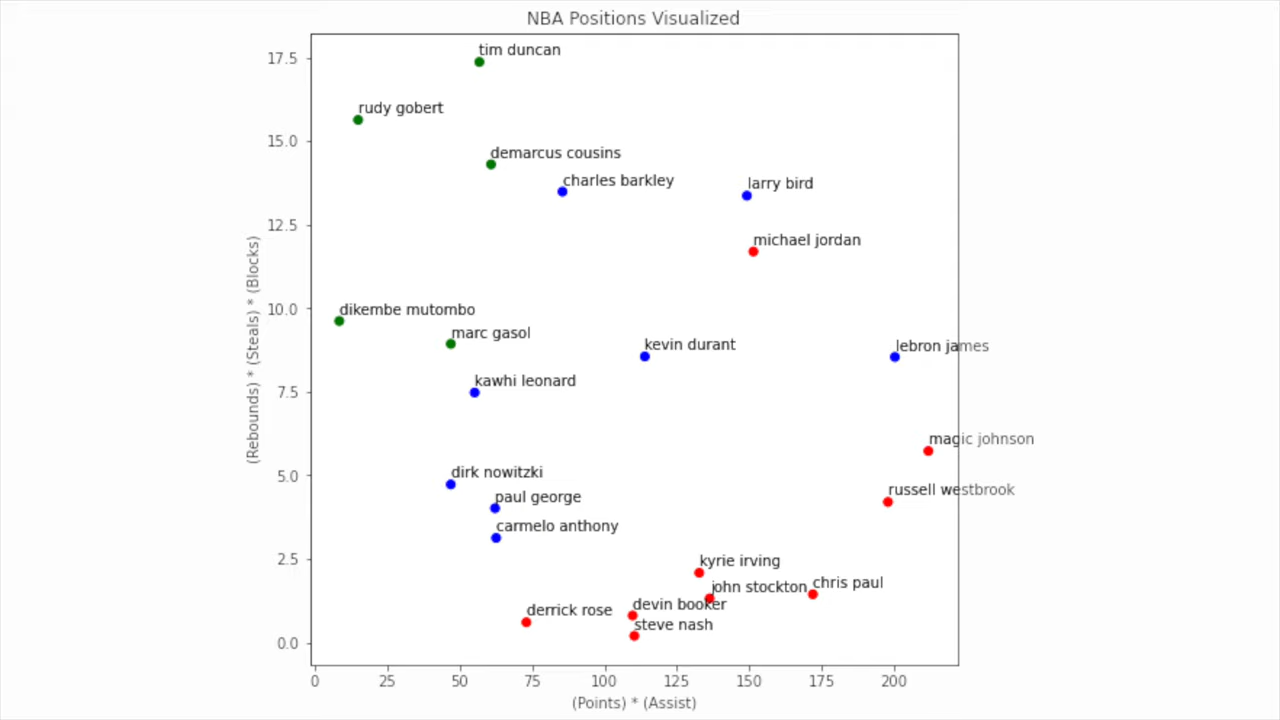 NBA Positions Visualized
tim duncan
17.5
rudy gobert
15.0
demarcus cousins
charles barkley
larry bird
12.5
michael jordan
(Rebounds) * (Steals) * (Blocks)
10.0
dikembe mutombo
marc gasol
kevin durant
lebron james
7.5
kawhi leonard
magic johnson
5.0
dirk nowitzki
russell westbrook
paul george
carmelo anthony
2.5
kyrie irving
john stockton
chris paul
devin booker
derrick rose
steve nash
0.0
0 25 50 75 100 125 150 175 200
(Points) * (Assist)